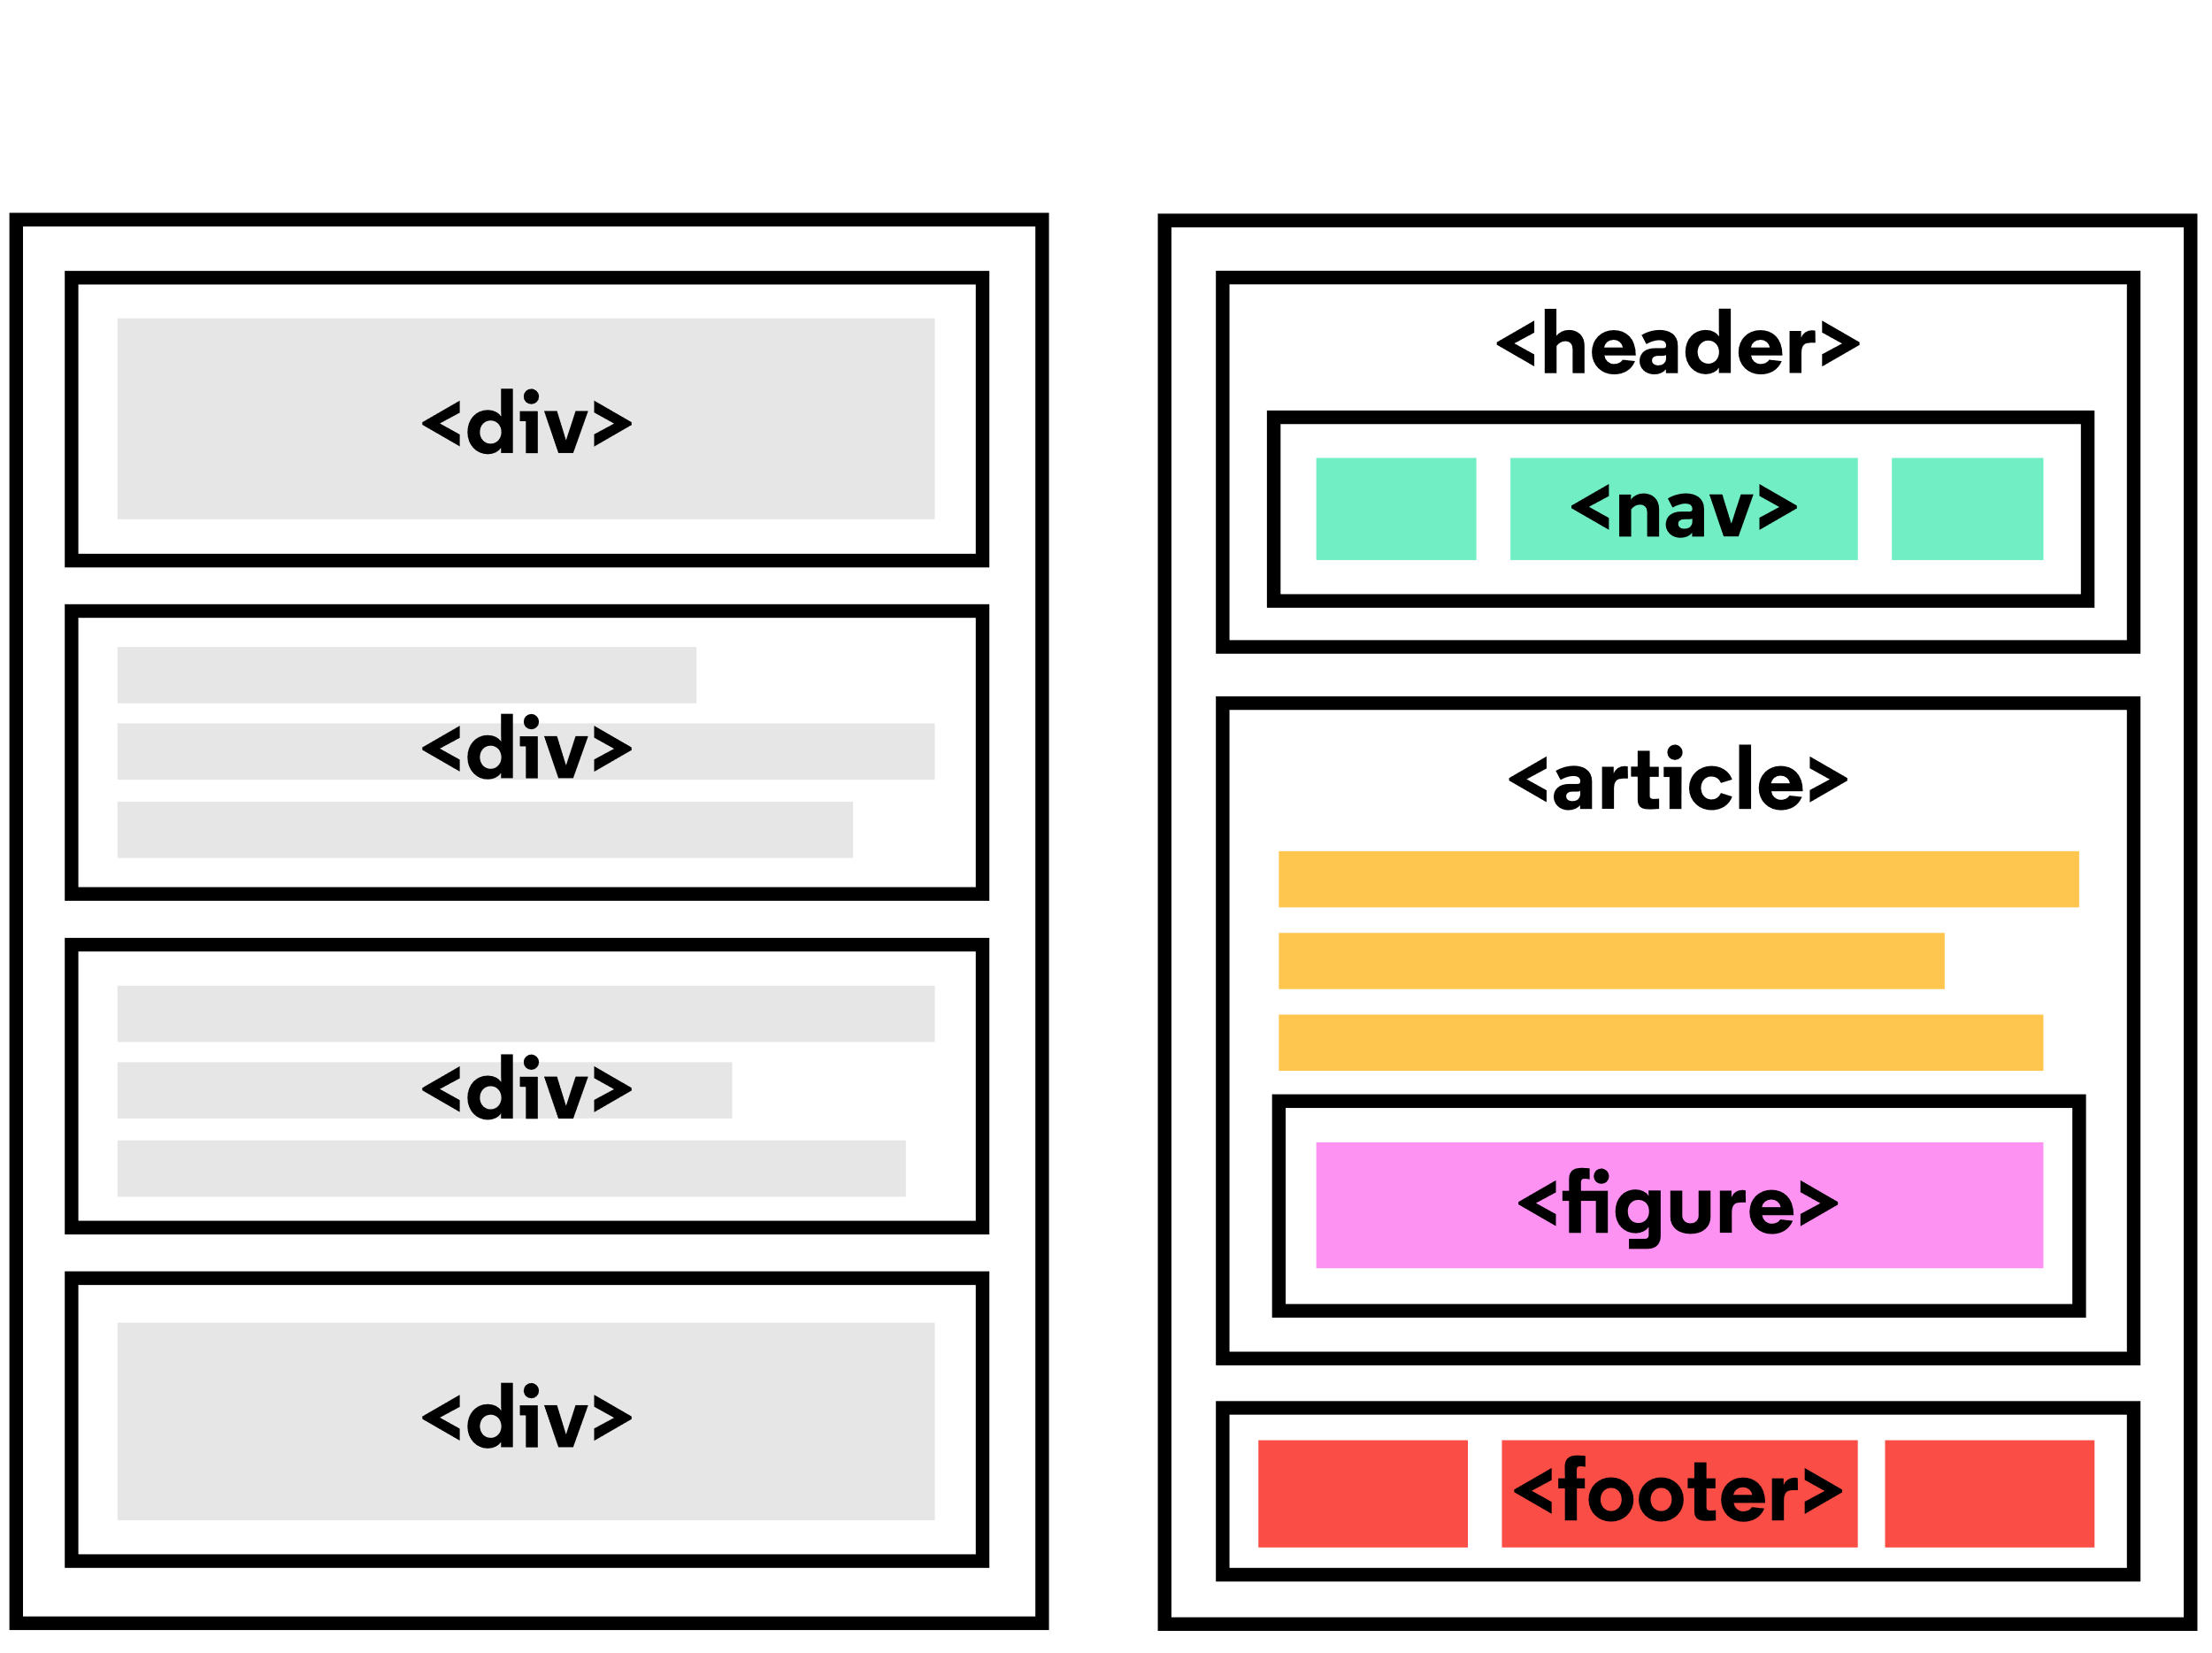 <div>
<div>
<div>
<div>
<header>
<nav>
<article>
<figure>
<footer>